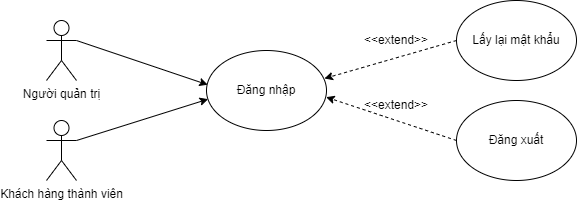 Người quản trị
Khách hàng thành viên
Đăng nhập
<<extend>>
Lấy lại mật khẩu
<<extend>>
Đăng xuất